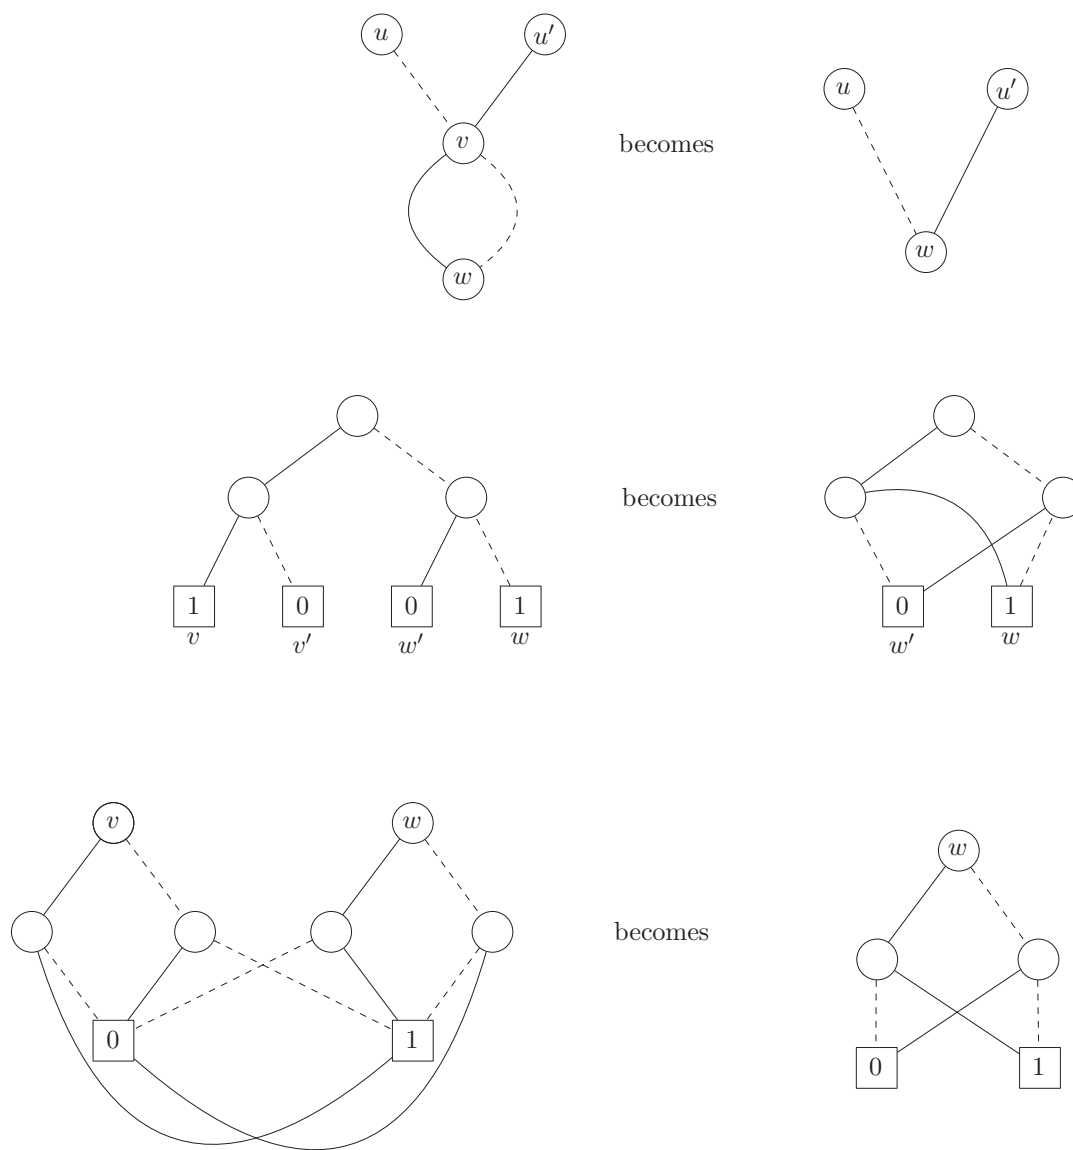 u u′
u u′
v becomes
w
w
becomes
1 0 0 1 0 1
v v′ w′ w w′ w
v w
w
becomes
0 1
0 1